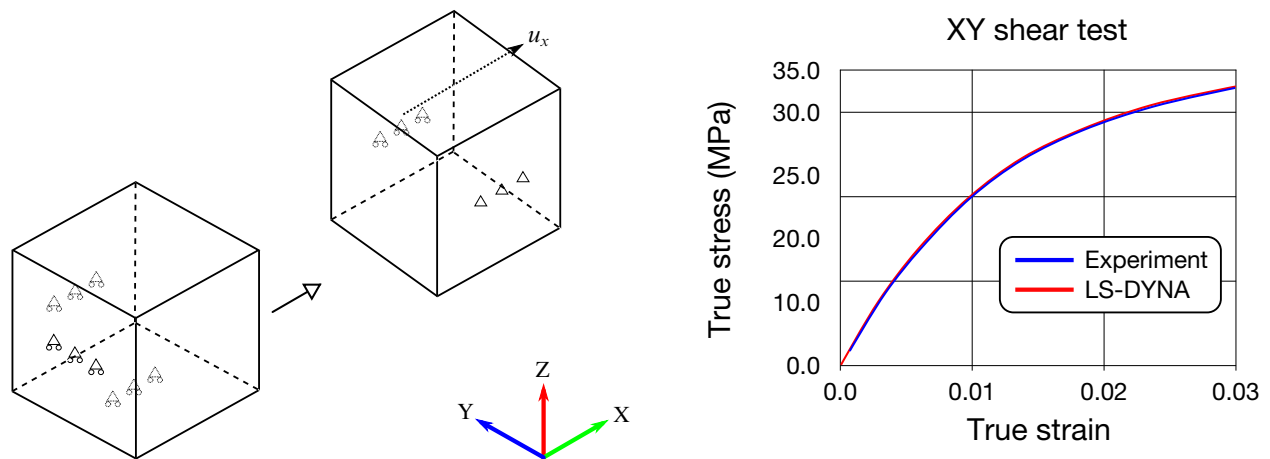 u_x
Z
Y
X
XY shear test
True stress (MPa)
35.0
30.0
25.0
20.0
10.0
0.0
0.0 0.01 0.02 0.03
True strain
Experiment
LS-DYNA